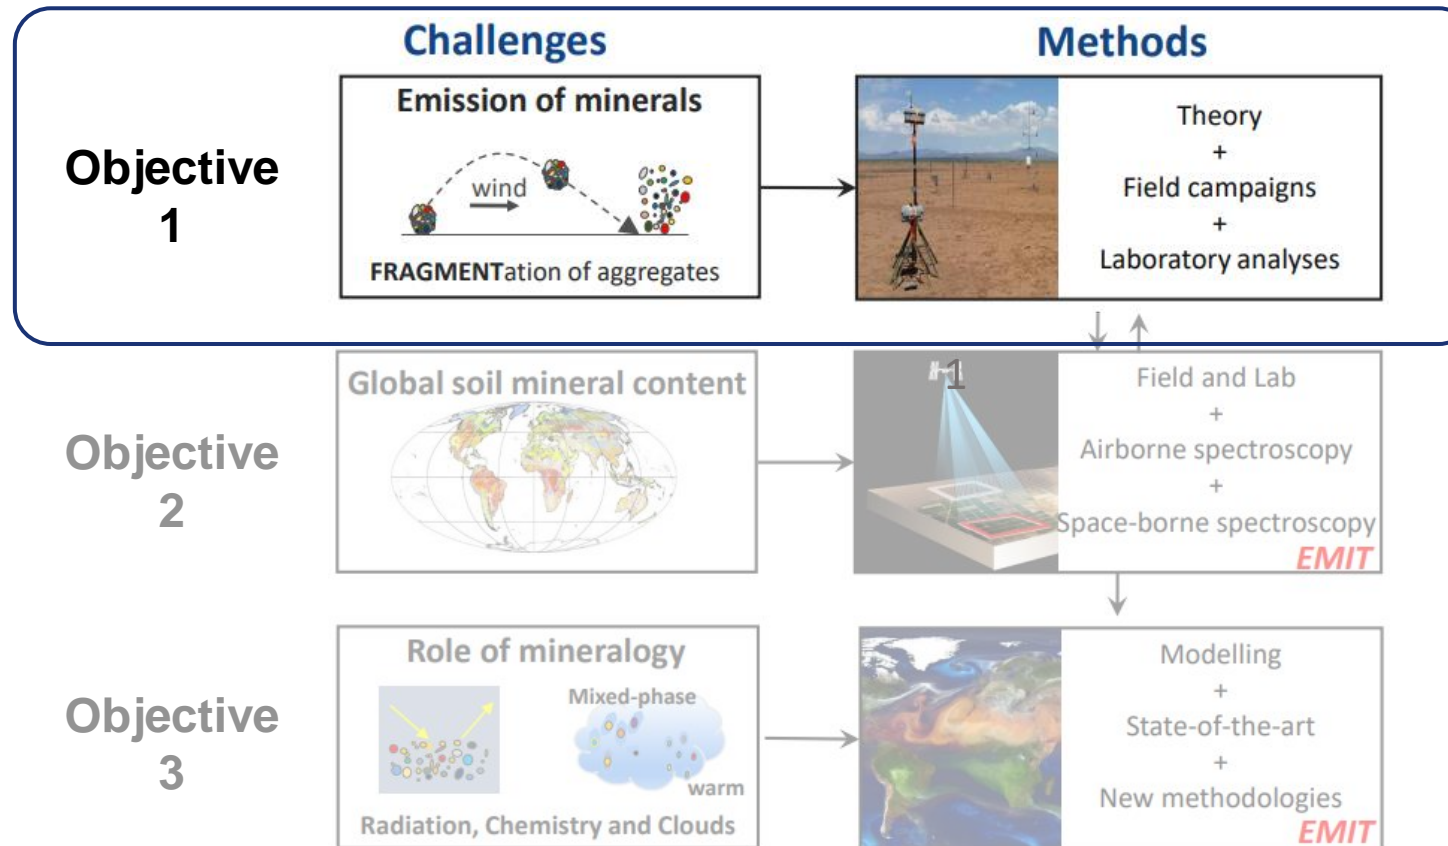 Challenges
Methods
Objective
1
Emission of minerals
wind
FRAGMENTation of aggregates
Theory
+
Field campaigns
+
Laboratory analyses
Objective
2
Global soil mineral content
1
Field and Lab
+
Airborne spectroscopy
+
Space-borne spectroscopy
EMIT
Objective
3
Role of mineralogy
Mixed-phase
warm
Radiation, Chemistry and Clouds
Modelling
+
State-of-the-art
+
New methodologies
EMIT